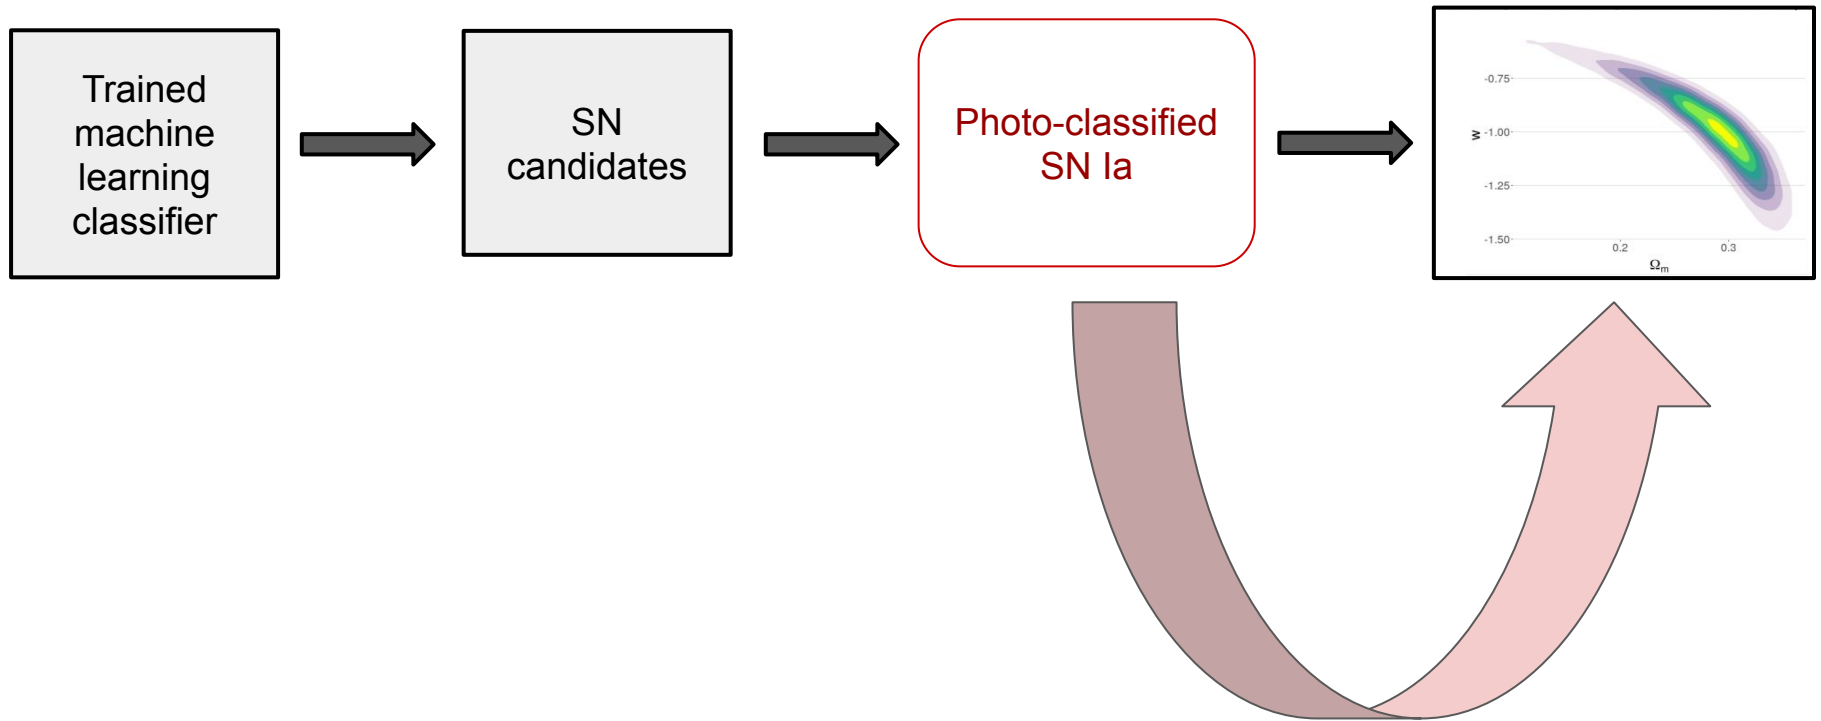 Trained
machine
learning
classifier
SN
candidates
Photo-classified
SN Ia
-0.75
-1.00
-1.25
-1.50
w
0.2
0.3
Ωm